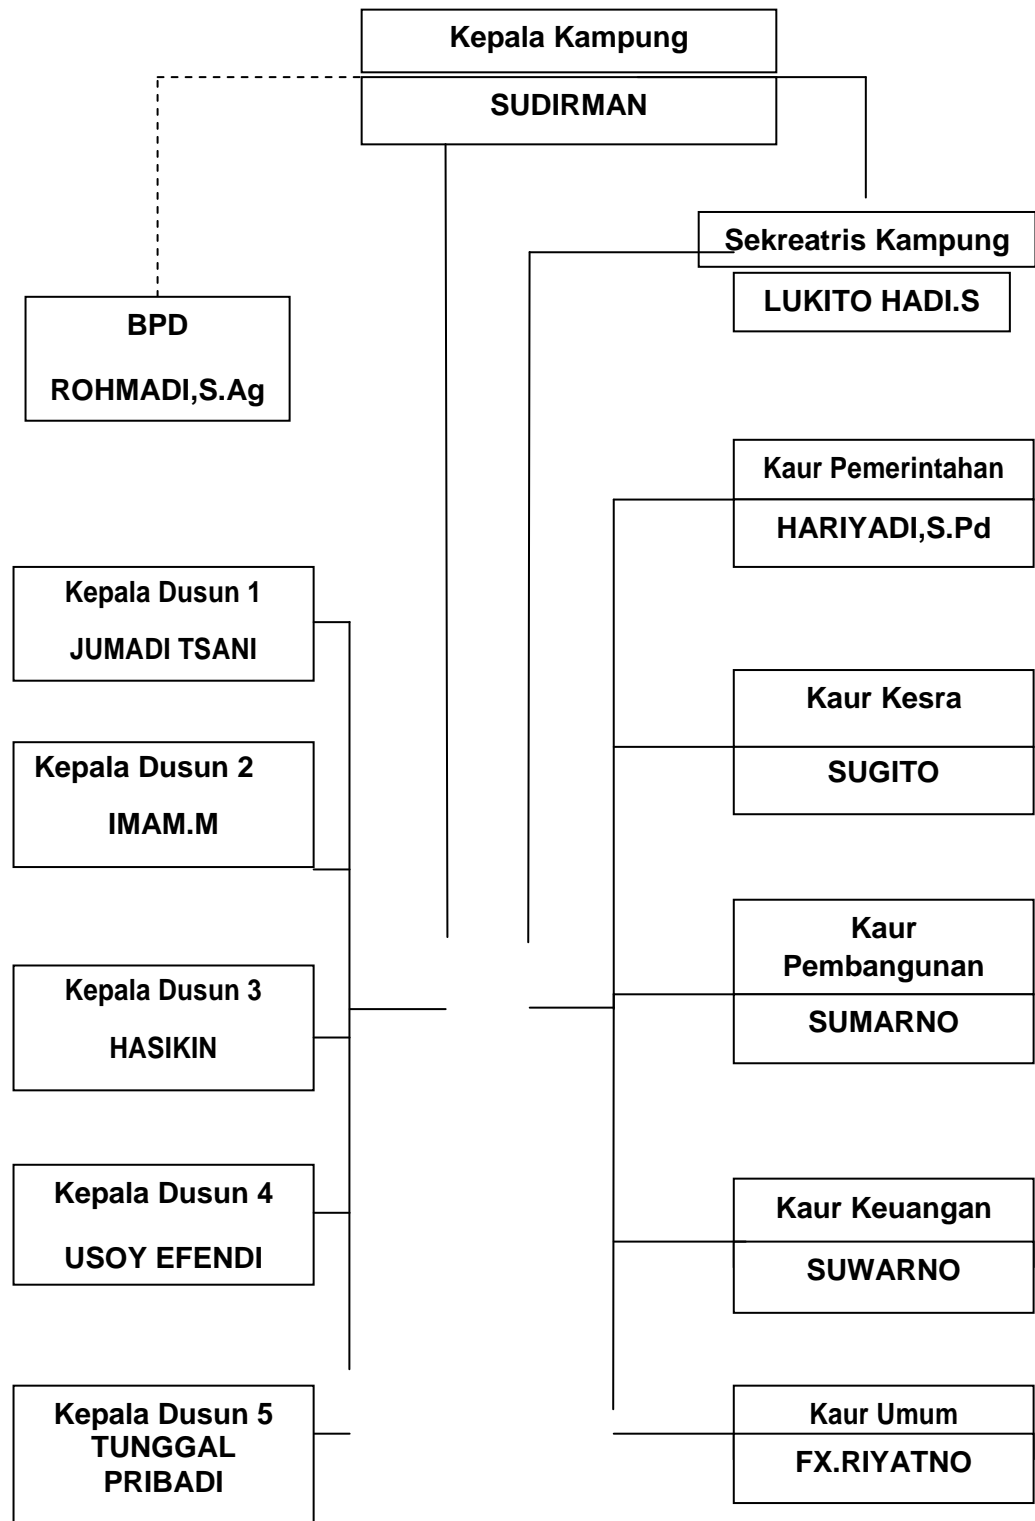 Kepala Kampung
SUDIRMAN
Sekreatris Kampung
LUKITO HADI.S
BPD
ROHMADI,S.Ag
Kaur Pemerintahan
HARIYADI,S.Pd
Kepala Dusun 1
JUMADI TSANI
Kaur Kesra
SUGITO
Kepala Dusun 2
IMAM.M
Kaur
Pembangunan
SUMARNO
Kepala Dusun 3
HASIKIN
Kepala Dusun 4
USOY EFENDI
Kaur Keuangan
SUWARNO
Kepala Dusun 5
TUNGGAL
PRIBADI
Kaur Umum
FX.RIYATNO